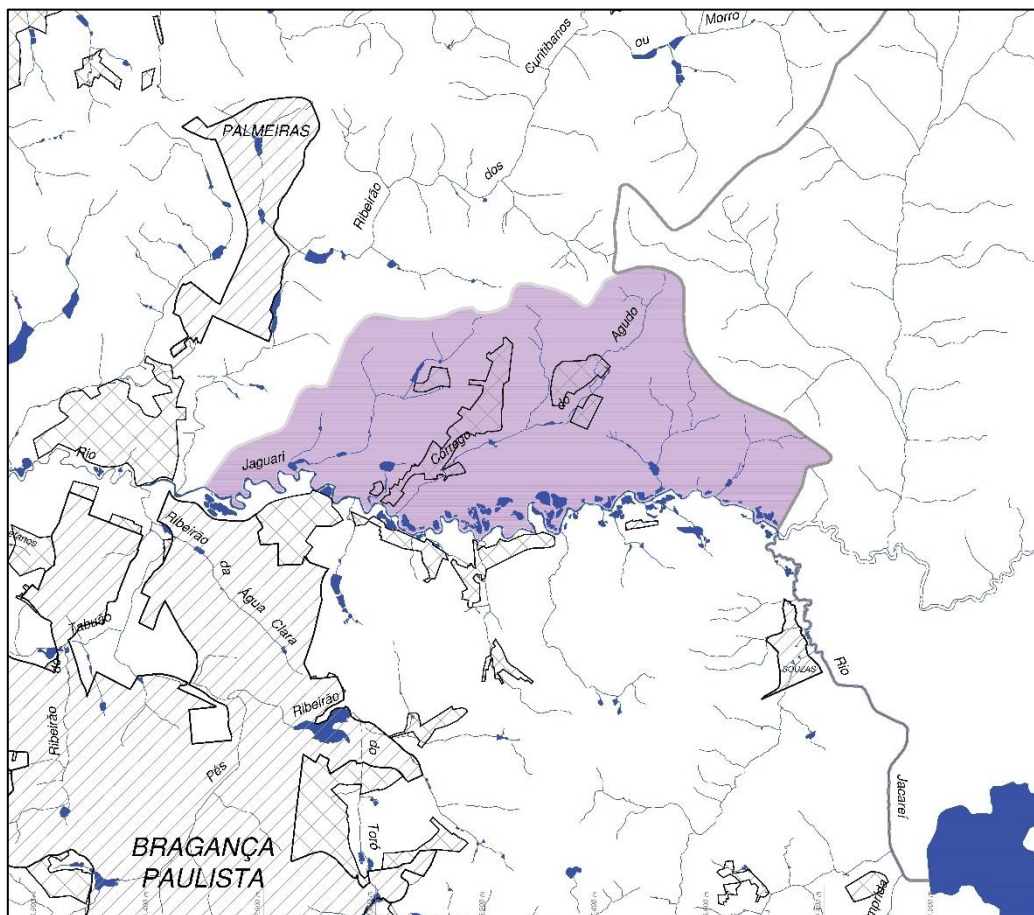 Morro
ou
Curitibanos
dos
Ribeirão
PALMEIRAS
Agudo
do
Córrego
Jaguari
Rio
Ribeirão
da
Água
Clara
Tabuão
do
Ribeirão
Ribeirão
do
Toró
Pés
SOUZAS
Rio
Jacareí
BRAGANÇA
PAULISTA